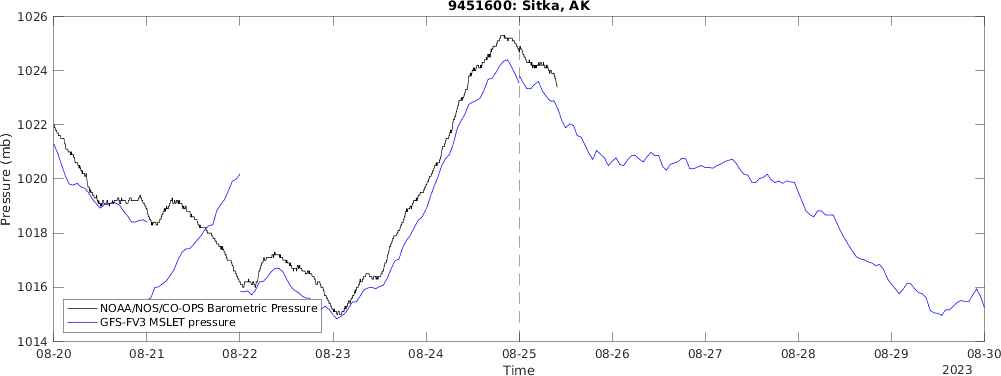 9451600: Sitka, AK
Pressure (mb)
1026
1024
1022
1020
1018
1016
1014
NOAA/NOS/CO-OPS Barometric Pressure
GFS-FV3 MSLET pressure
08-20 08-21 08-22 08-23 08-24 08-25 08-26 08-27 08-28 08-29 08-30
Time
2023